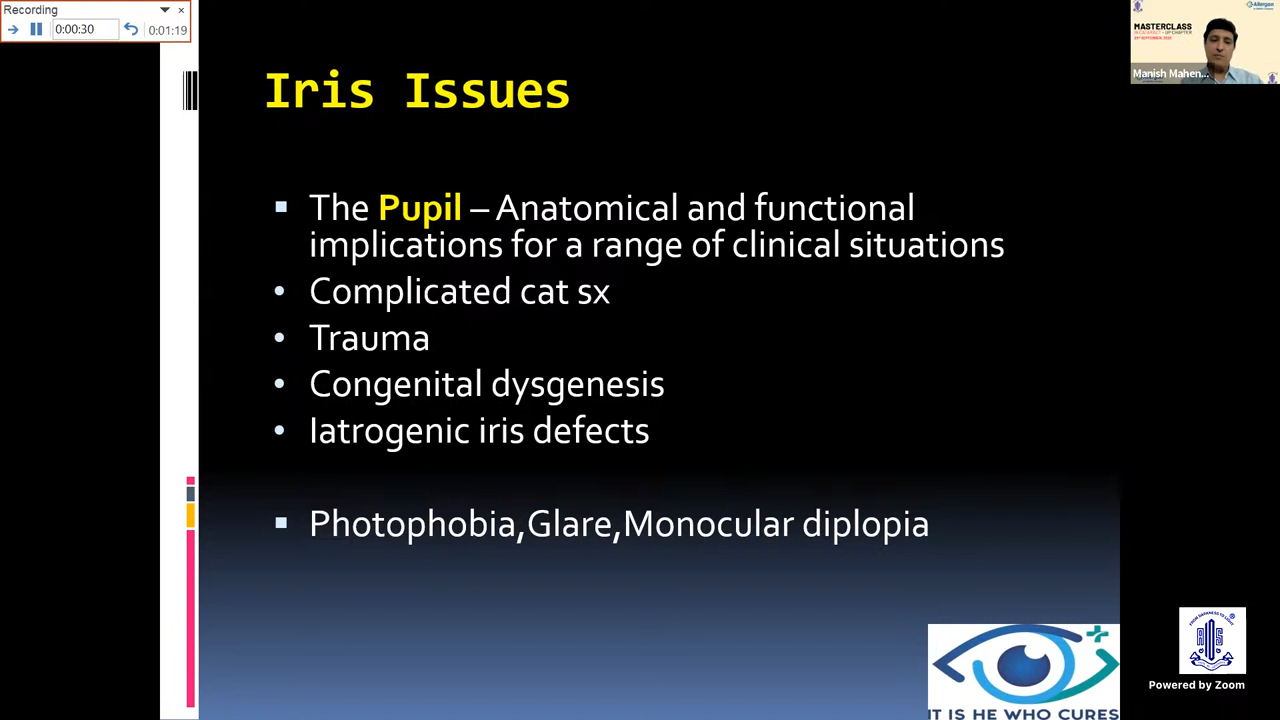 Recording
0:00:30
0:01:19
Allergan
MASTERCLASS
Manish Mahen...
Iris Issues
The Pupil – Anatomical and functional
implications for a range of clinical situations
Complicated cat sx
Trauma
Congenital dysgenesis
Iatrogenic iris defects
Photophobia,Glare,Monocular diplopia
IT IS HE WHO CURES
Powered by Zoom